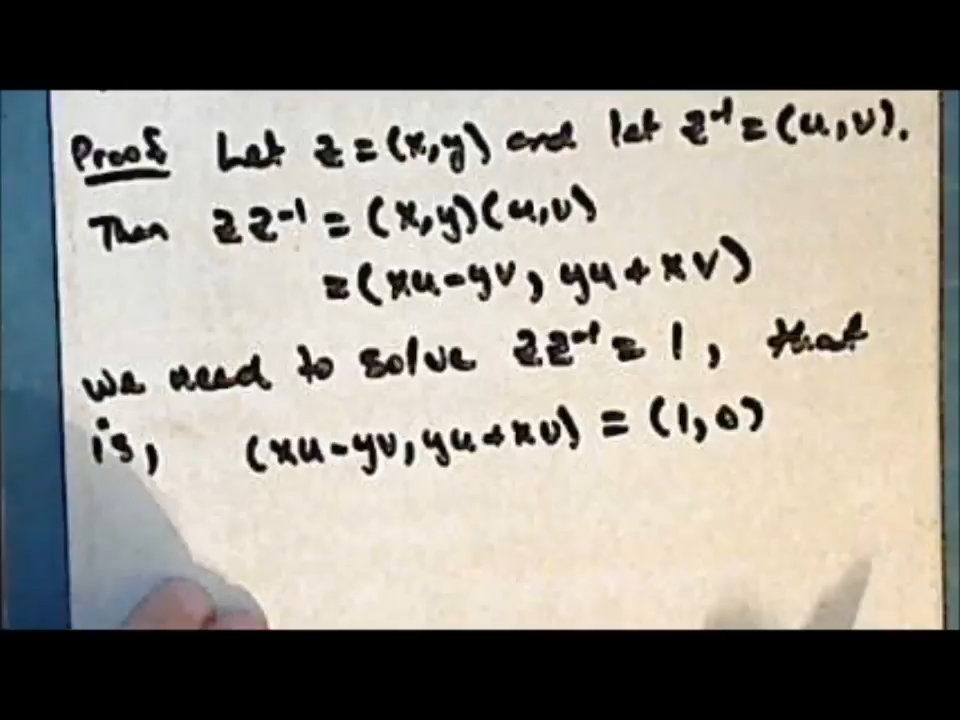 Proof Let z = (x,y) and let z⁻¹ = (u,v).
Then zz⁻¹ = (x,y)(u,v)
= (xu-yv, yu+xv)
we need to solve zz⁻¹ = 1, that
is, (xu-yv, yu+xv) = (1,0)